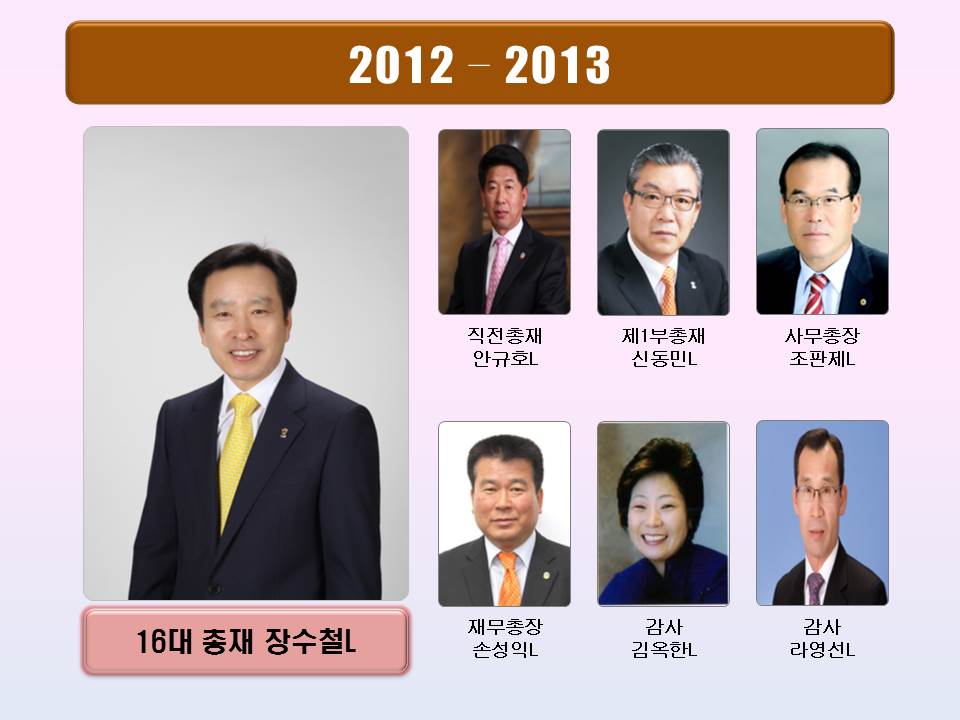 2012 – 2013
직전총재
안규호L
제1부총재
신동민L
사무총장
조판제L
16대 총재 장수철L
재무총장
손성익L
감사
김옥한L
감사
라영선L